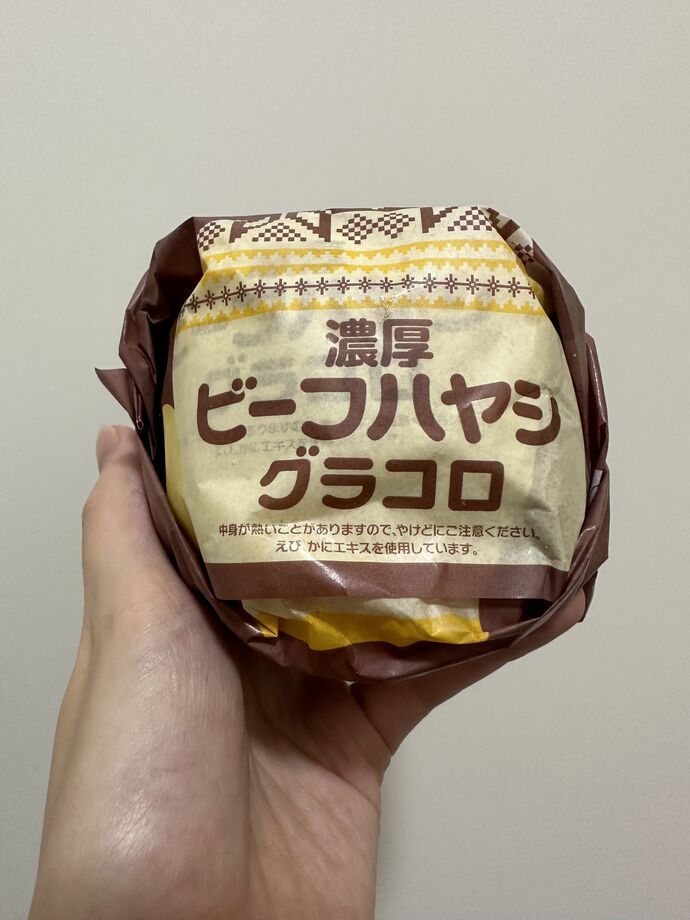 濃厚
ビーフハヤシ
グラコロ
中身が熱いことがありますので、やけどにご注意ください。
えび かにエキスを使用しています。